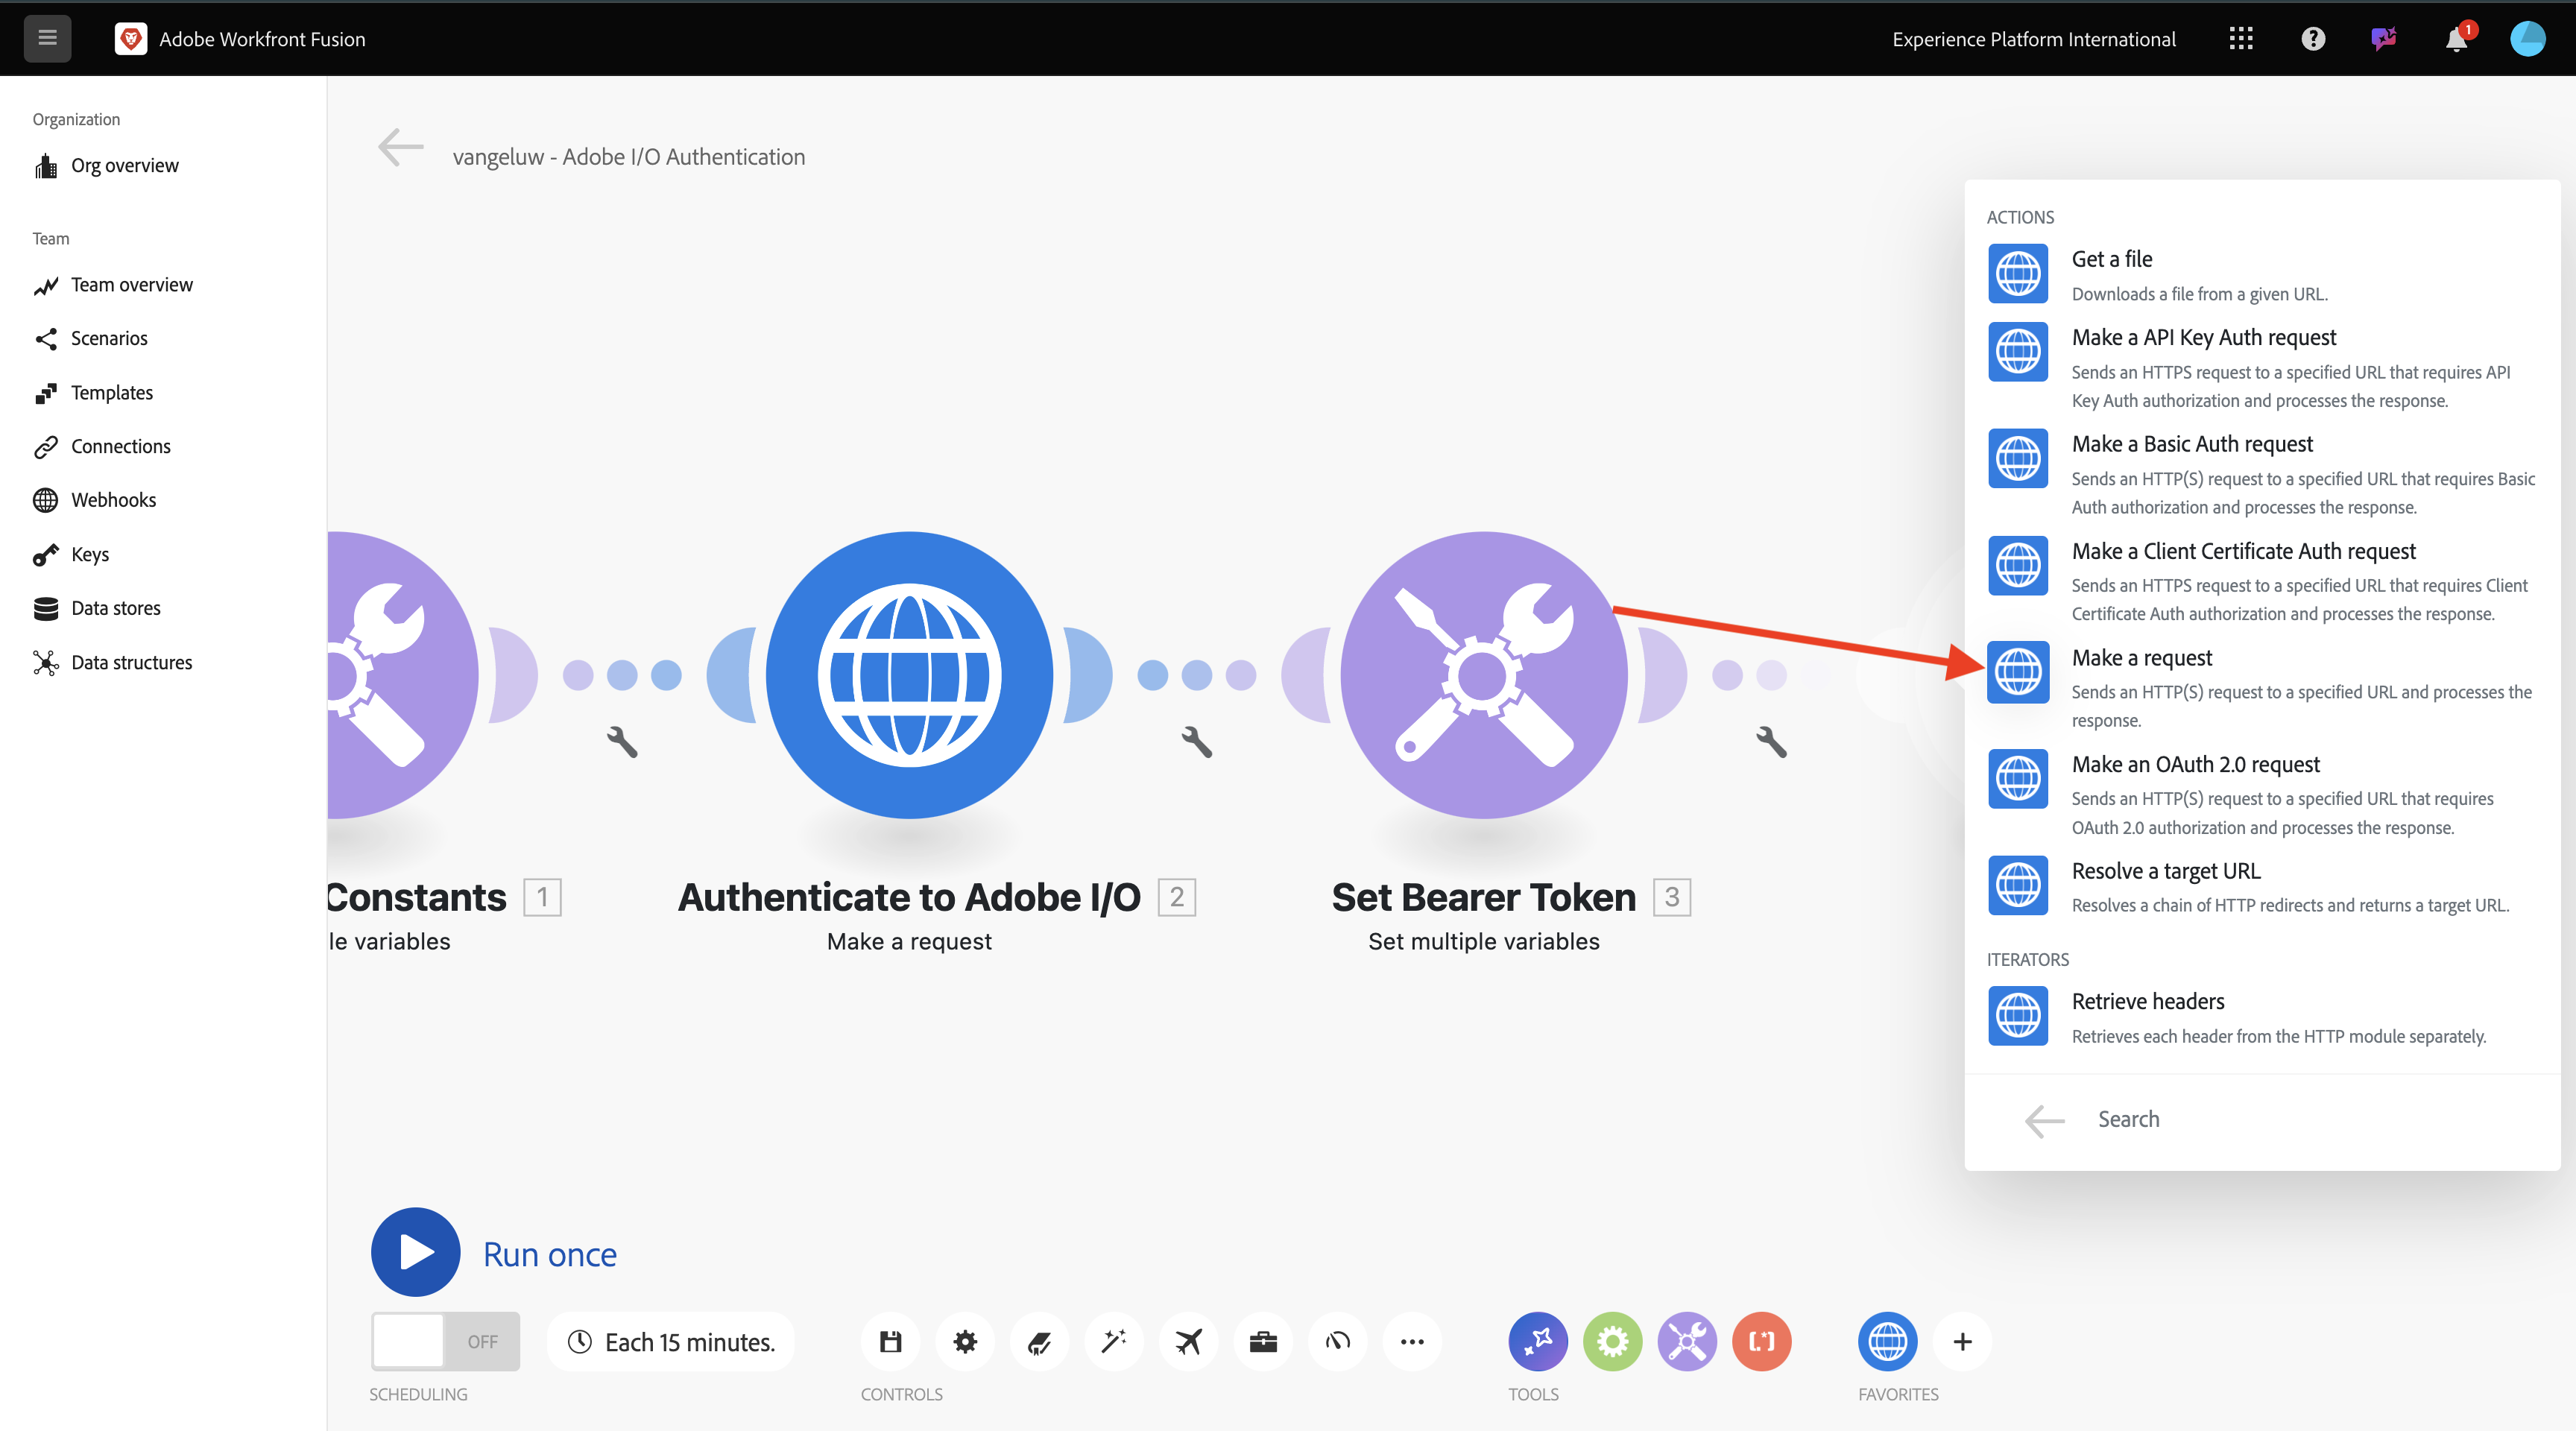 Adobe Workfront Fusion
Experience Platform International
1
Organization
Org overview
Team
Team overview
Scenarios
Templates
Connections
Webhooks
Keys
Data stores
Data structures
vangeluw - Adobe I/O Authentication
Constants 1
le variables
Authenticate to Adobe I/O 2
Make a request
Set Bearer Token 3
Set multiple variables
ACTIONS
Get a file
Downloads a file from a given URL.
Make a API Key Auth request
Sends an HTTPS request to a specified URL that requires API
Key Auth authorization and processes the response.
Make a Basic Auth request
Sends an HTTP(S) request to a specified URL that requires Basic
Auth authorization and processes the response.
Make a Client Certificate Auth request
Sends an HTTPS request to a specified URL that requires Client
Certificate Auth authorization and processes the response.
Make a request
Sends an HTTP(S) request to a specified URL and processes the
response.
Make an OAuth 2.0 request
Sends an HTTP(S) request to a specified URL that requires
OAuth 2.0 authorization and processes the response.
Resolve a target URL
Resolves a chain of HTTP redirects and returns a target URL.
ITERATORS
Retrieve headers
Retrieves each header from the HTTP module separately.
Search
Run once
OFF
Each 15 minutes.
SCHEDULING
CONTROLS
TOOLS
FAVORITES